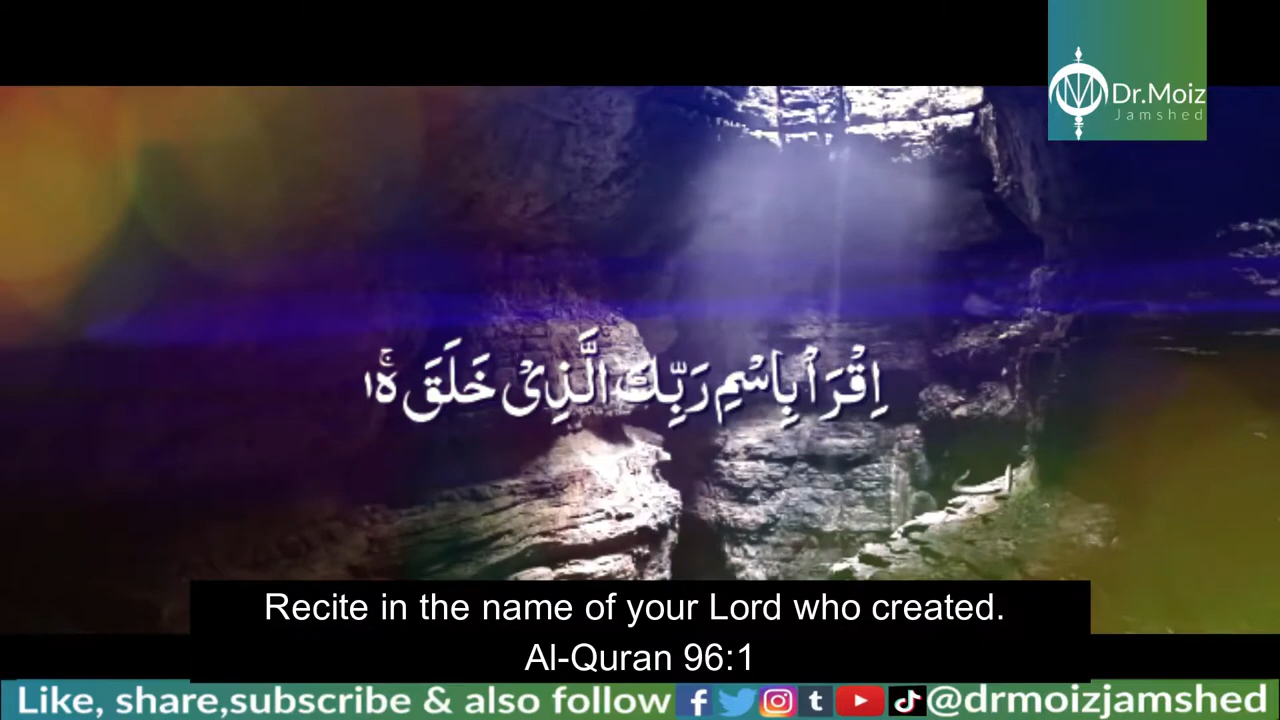 Dr.Moiz
Jamshed
اِقْرَاْ بِاسْمِ رَبِّكَ الَّذِیْ خَلَقَ ۚ‏ ۱
Recite in the name of your Lord who created.
Al-Quran 96:1
Like, share,subscribe & also follow @drmoizjamshed